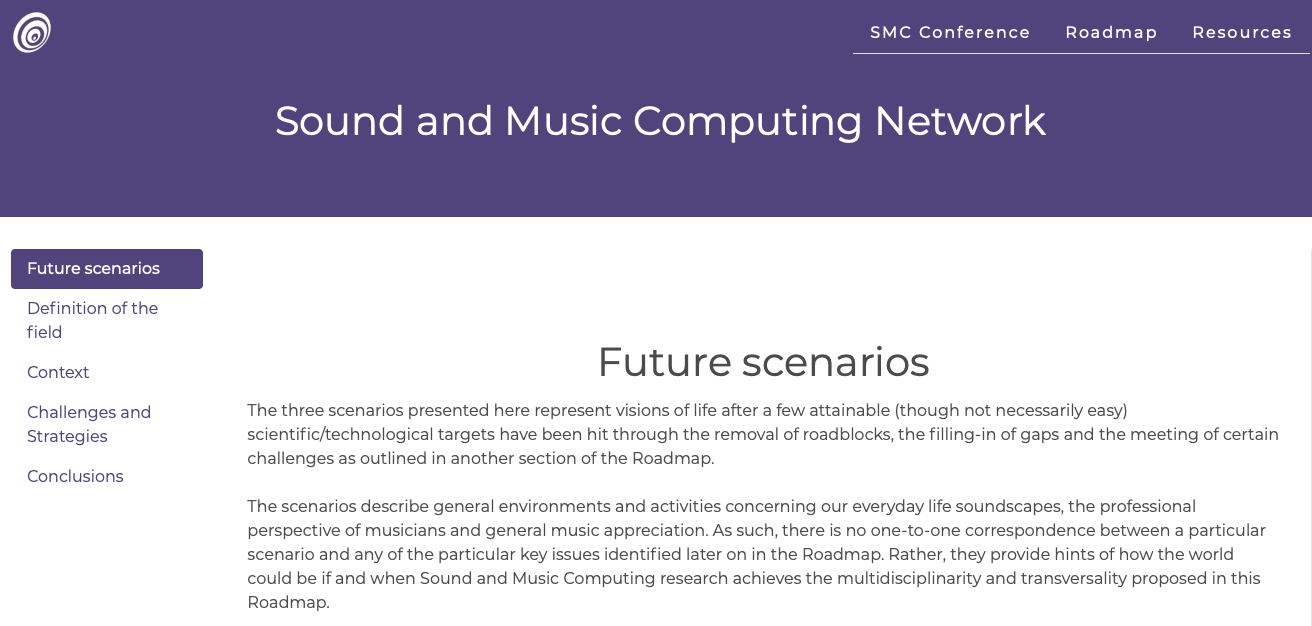 SMC Conference Roadmap Resources
Sound and Music Computing Network
Future scenarios
Definition of the
field
Context
Challenges and
Strategies
Conclusions
Future scenarios
The three scenarios presented here represent visions of life after a few attainable (though not necessarily easy)
scientific/technological targets have been hit through the removal of roadblocks, the filling-in of gaps and the meeting of certain
challenges as outlined in another section of the Roadmap.
The scenarios describe general environments and activities concerning our everyday life soundscapes, the professional
perspective of musicians and general music appreciation. As such, there is no one-to-one correspondence between a particular
scenario and any of the particular key issues identified later on in the Roadmap. Rather, they provide hints of how the world
could be if and when Sound and Music Computing research achieves the multidisciplinarity and transversality proposed in this
Roadmap.